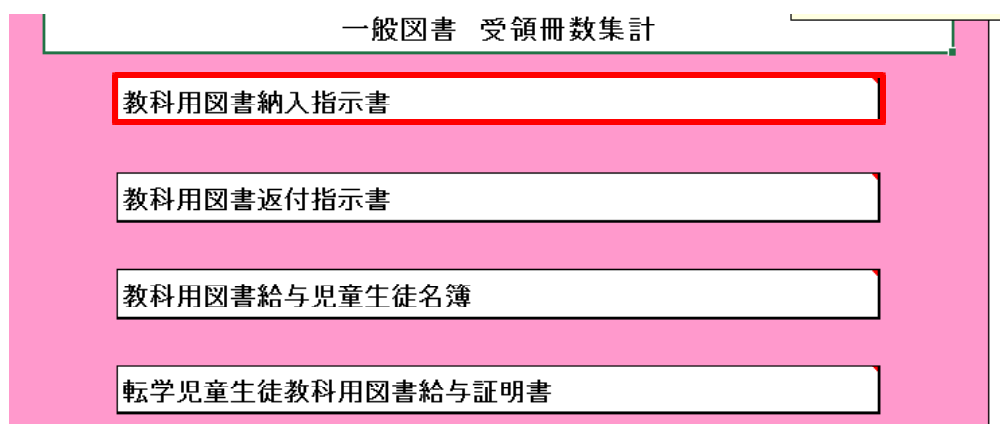 一般図書 受領冊数集計
教科用図書納入指示書
教科用図書返付指示書
教科用図書給与児童生徒名簿
転学児童生徒教科用図書給与証明書